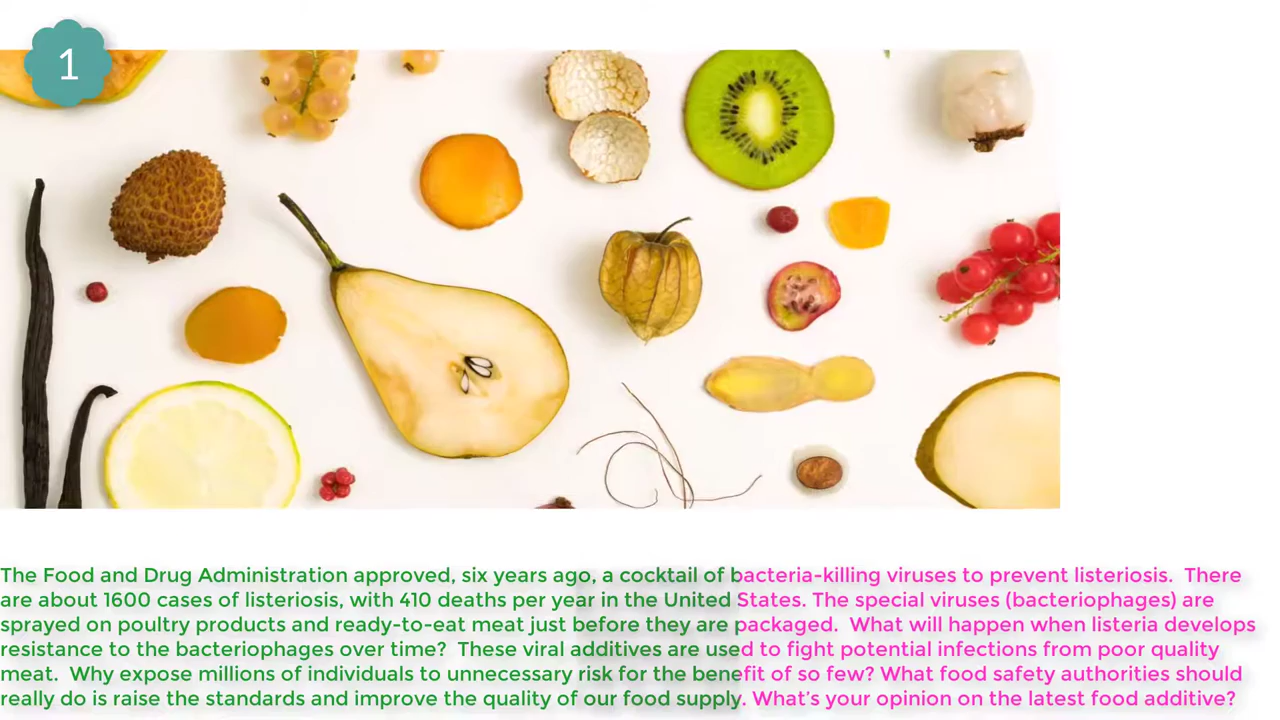 1
The Food and Drug Administration approved, six years ago, a cocktail of bacteria-killing viruses to prevent listeriosis.  There
are about 1600 cases of listeriosis, with 410 deaths per year in the United States. The special viruses (bacteriophages) are
sprayed on poultry products and ready-to-eat meat just before they are packaged.  What will happen when listeria develops
resistance to the bacteriophages over time?  These viral additives are used to fight potential infections from poor quality
meat.  Why expose millions of individuals to unnecessary risk for the benefit of so few? What food safety authorities should
really do is raise the standards and improve the quality of our food supply. What's your opinion on the latest food additive?